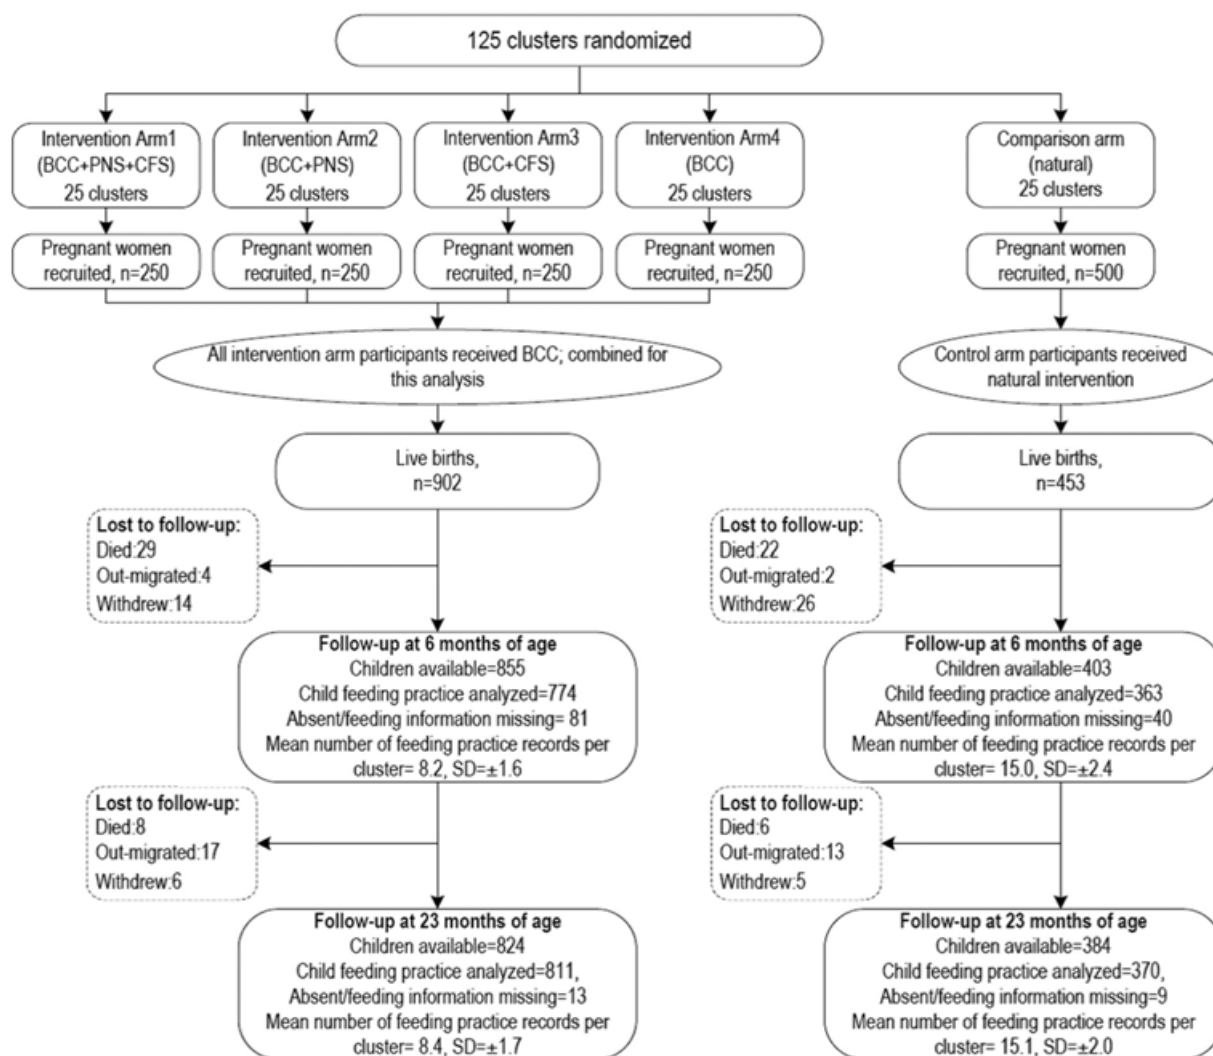 125 clusters randomized
Intervention Arm1
(BCC+PNS+CFS)
25 clusters
Intervention Arm2
(BCC+PNS)
25 clusters
Intervention Arm3
(BCC+CFS)
25 clusters
Intervention Arm4
(BCC)
25 clusters
Comparison arm
(natural)
25 clusters
Pregnant women
recruited, n=250
Pregnant women
recruited, n=250
Pregnant women
recruited, n=250
Pregnant women
recruited, n=250
Pregnant women
recruited, n=500
All intervention arm participants received BCC; combined for
this analysis
Control arm participants received
natural intervention
Live births,
n=902
Live births,
n=453
Lost to follow-up:
Died:29
Out-migrated:4
Withdrew:14
Lost to follow-up:
Died:22
Out-migrated:2
Withdrew:26
Follow-up at 6 months of age
Children available=855
Child feeding practice analyzed=774
Absent/feeding information missing= 81
Mean number of feeding practice records per
cluster= 8.2, SD=±1.6
Follow-up at 6 months of age
Children available=403
Child feeding practice analyzed=363
Absent/feeding information missing=40
Mean number of feeding practice records per
cluster= 15.0, SD=±2.4
Lost to follow-up:
Died:8
Out-migrated:17
Withdrew:6
Lost to follow-up:
Died:6
Out-migrated:13
Withdrew:5
Follow-up at 23 months of age
Children available=824
Child feeding practice analyzed=811,
Absent/feeding information missing=13
Mean number of feeding practice records per
cluster= 8.4, SD=±1.7
Follow-up at 23 months of age
Children available=384
Child feeding practice analyzed=370,
Absent/feeding information missing=9
Mean number of feeding practice records per
cluster= 15.1, SD=±2.0